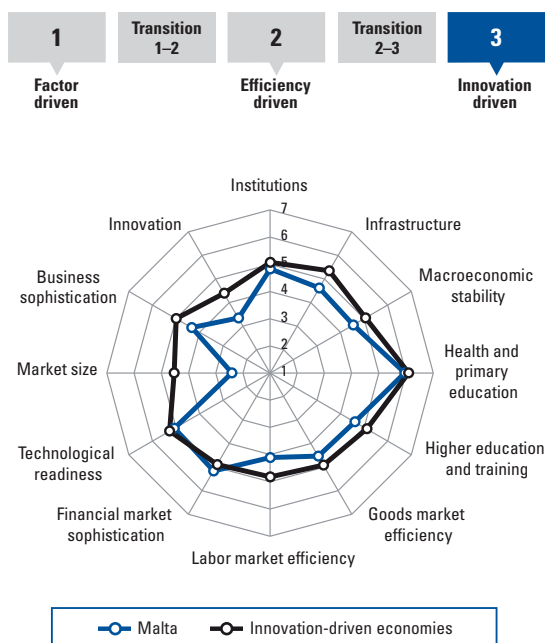 1
Transition
1–2
2
Transition
2–3
3
Factor
driven
Efficiency
driven
Innovation
driven
Institutions
7
Innovation
6
Infrastructure
5
Business
sophistication
4
Macroeconomic
stability
3
2
Market size
1
Health and
primary
education
Technological
readiness
Higher education
and training
Financial market
sophistication
Goods market
efficiency
Labor market efficiency
Malta
Innovation-driven economies